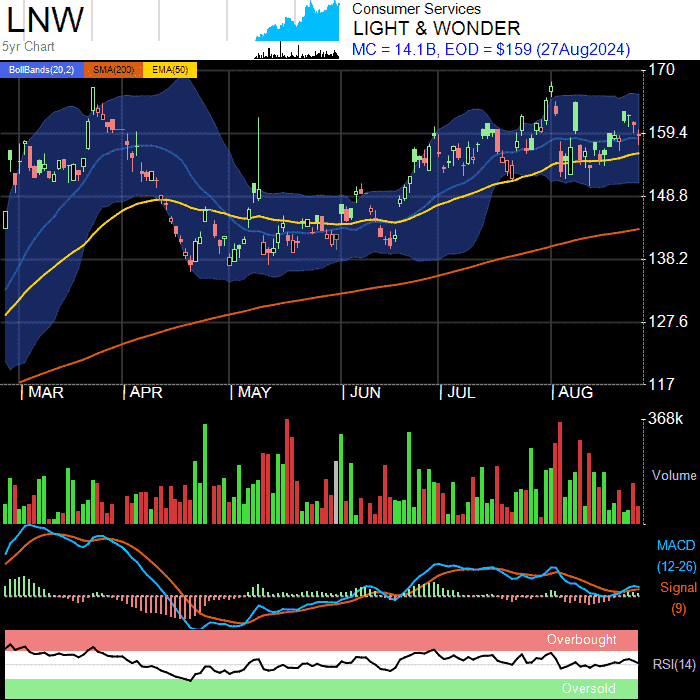 LNW
5yr Chart
Consumer Services
LIGHT & WONDER
MC = 14.1B, EOD = $159 (27Aug2024)
BollBands(20,2) SMA(200) EMA(50)
170
159.4
148.8
138.2
127.6
117
MAR APR MAY JUN JUL AUG
368k
Volume
MACD
(12-26)
Signal
(9)
Overbought
RSI(14)
Oversold